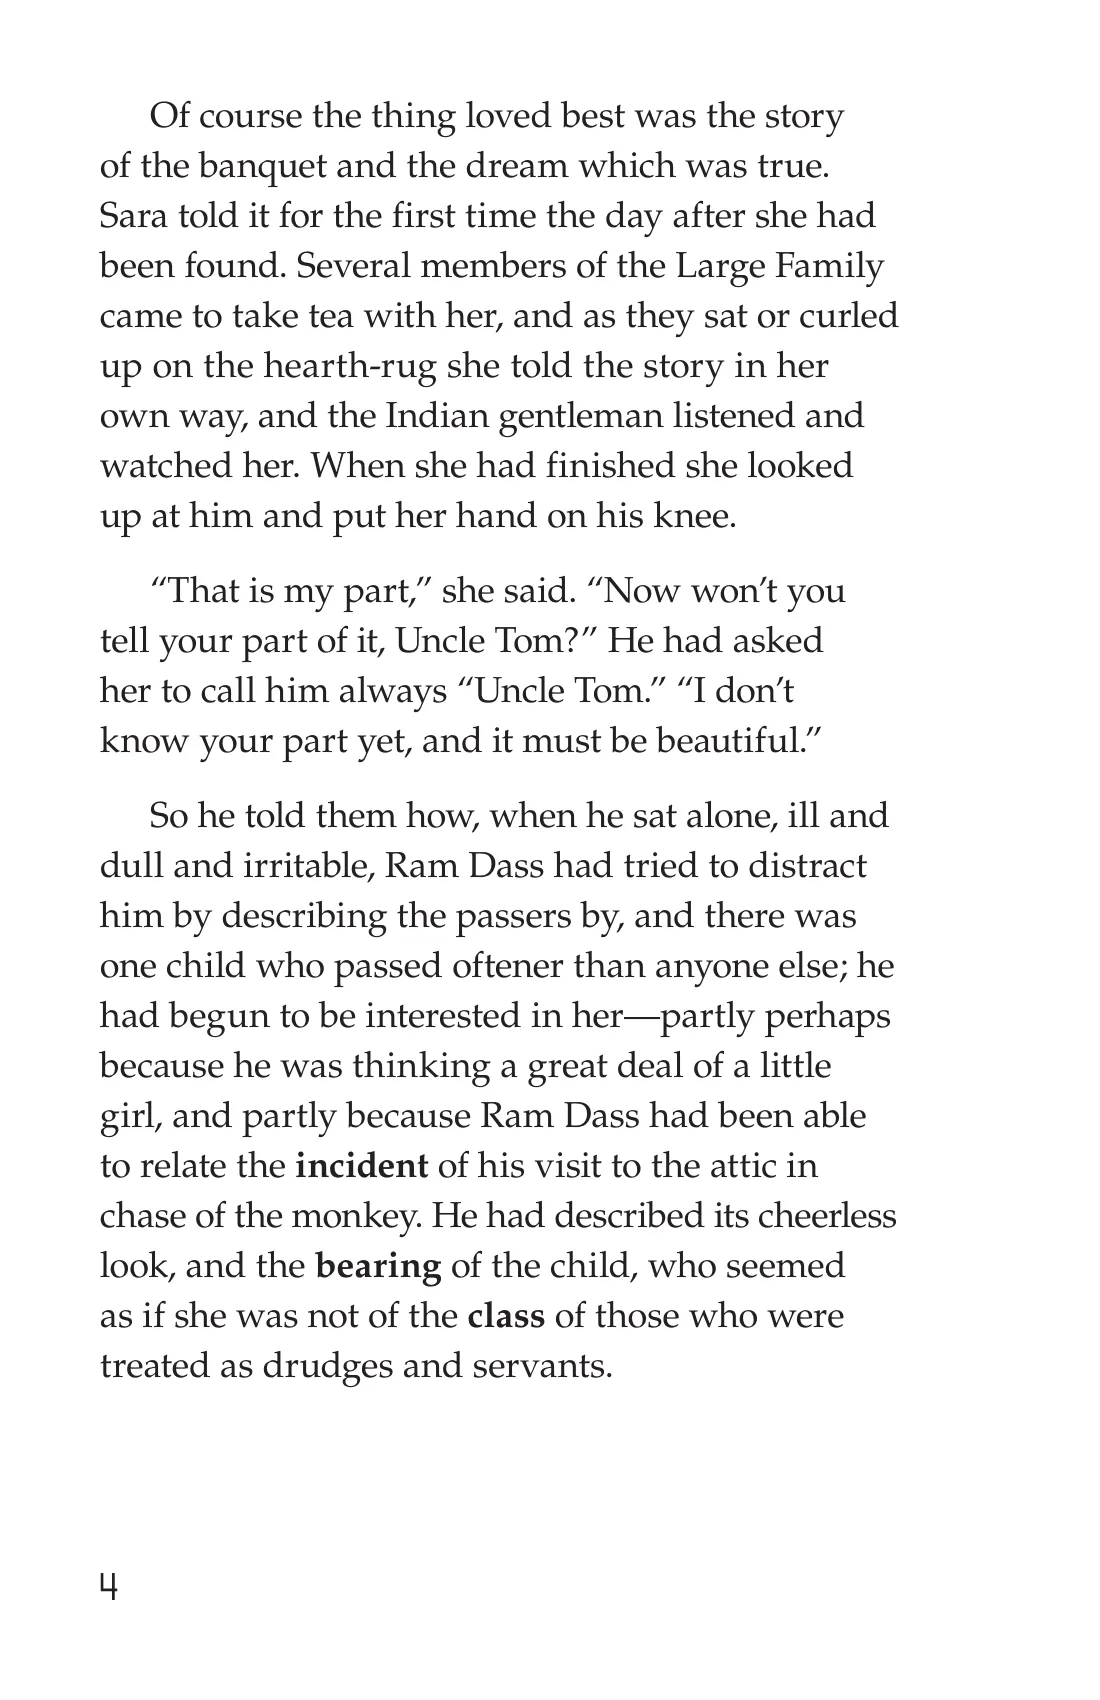 Of course the thing loved best was the story
of the banquet and the dream which was true.
Sara told it for the first time the day after she had
been found. Several members of the Large Family
came to take tea with her, and as they sat or curled
up on the hearth-rug she told the story in her
own way, and the Indian gentleman listened and
watched her. When she had finished she looked
up at him and put her hand on his knee.
“That is my part,” she said. “Now won’t you
tell your part of it, Uncle Tom?” He had asked
her to call him always “Uncle Tom.” “I don’t
know your part yet, and it must be beautiful.”
So he told them how, when he sat alone, ill and
dull and irritable, Ram Dass had tried to distract
him by describing the passers by, and there was
one child who passed oftener than anyone else; he
had begun to be interested in her—partly perhaps
because he was thinking a great deal of a little
girl, and partly because Ram Dass had been able
to relate the incident of his visit to the attic in
chase of the monkey. He had described its cheerless
look, and the bearing of the child, who seemed
as if she was not of the class of those who were
treated as drudges and servants.
4